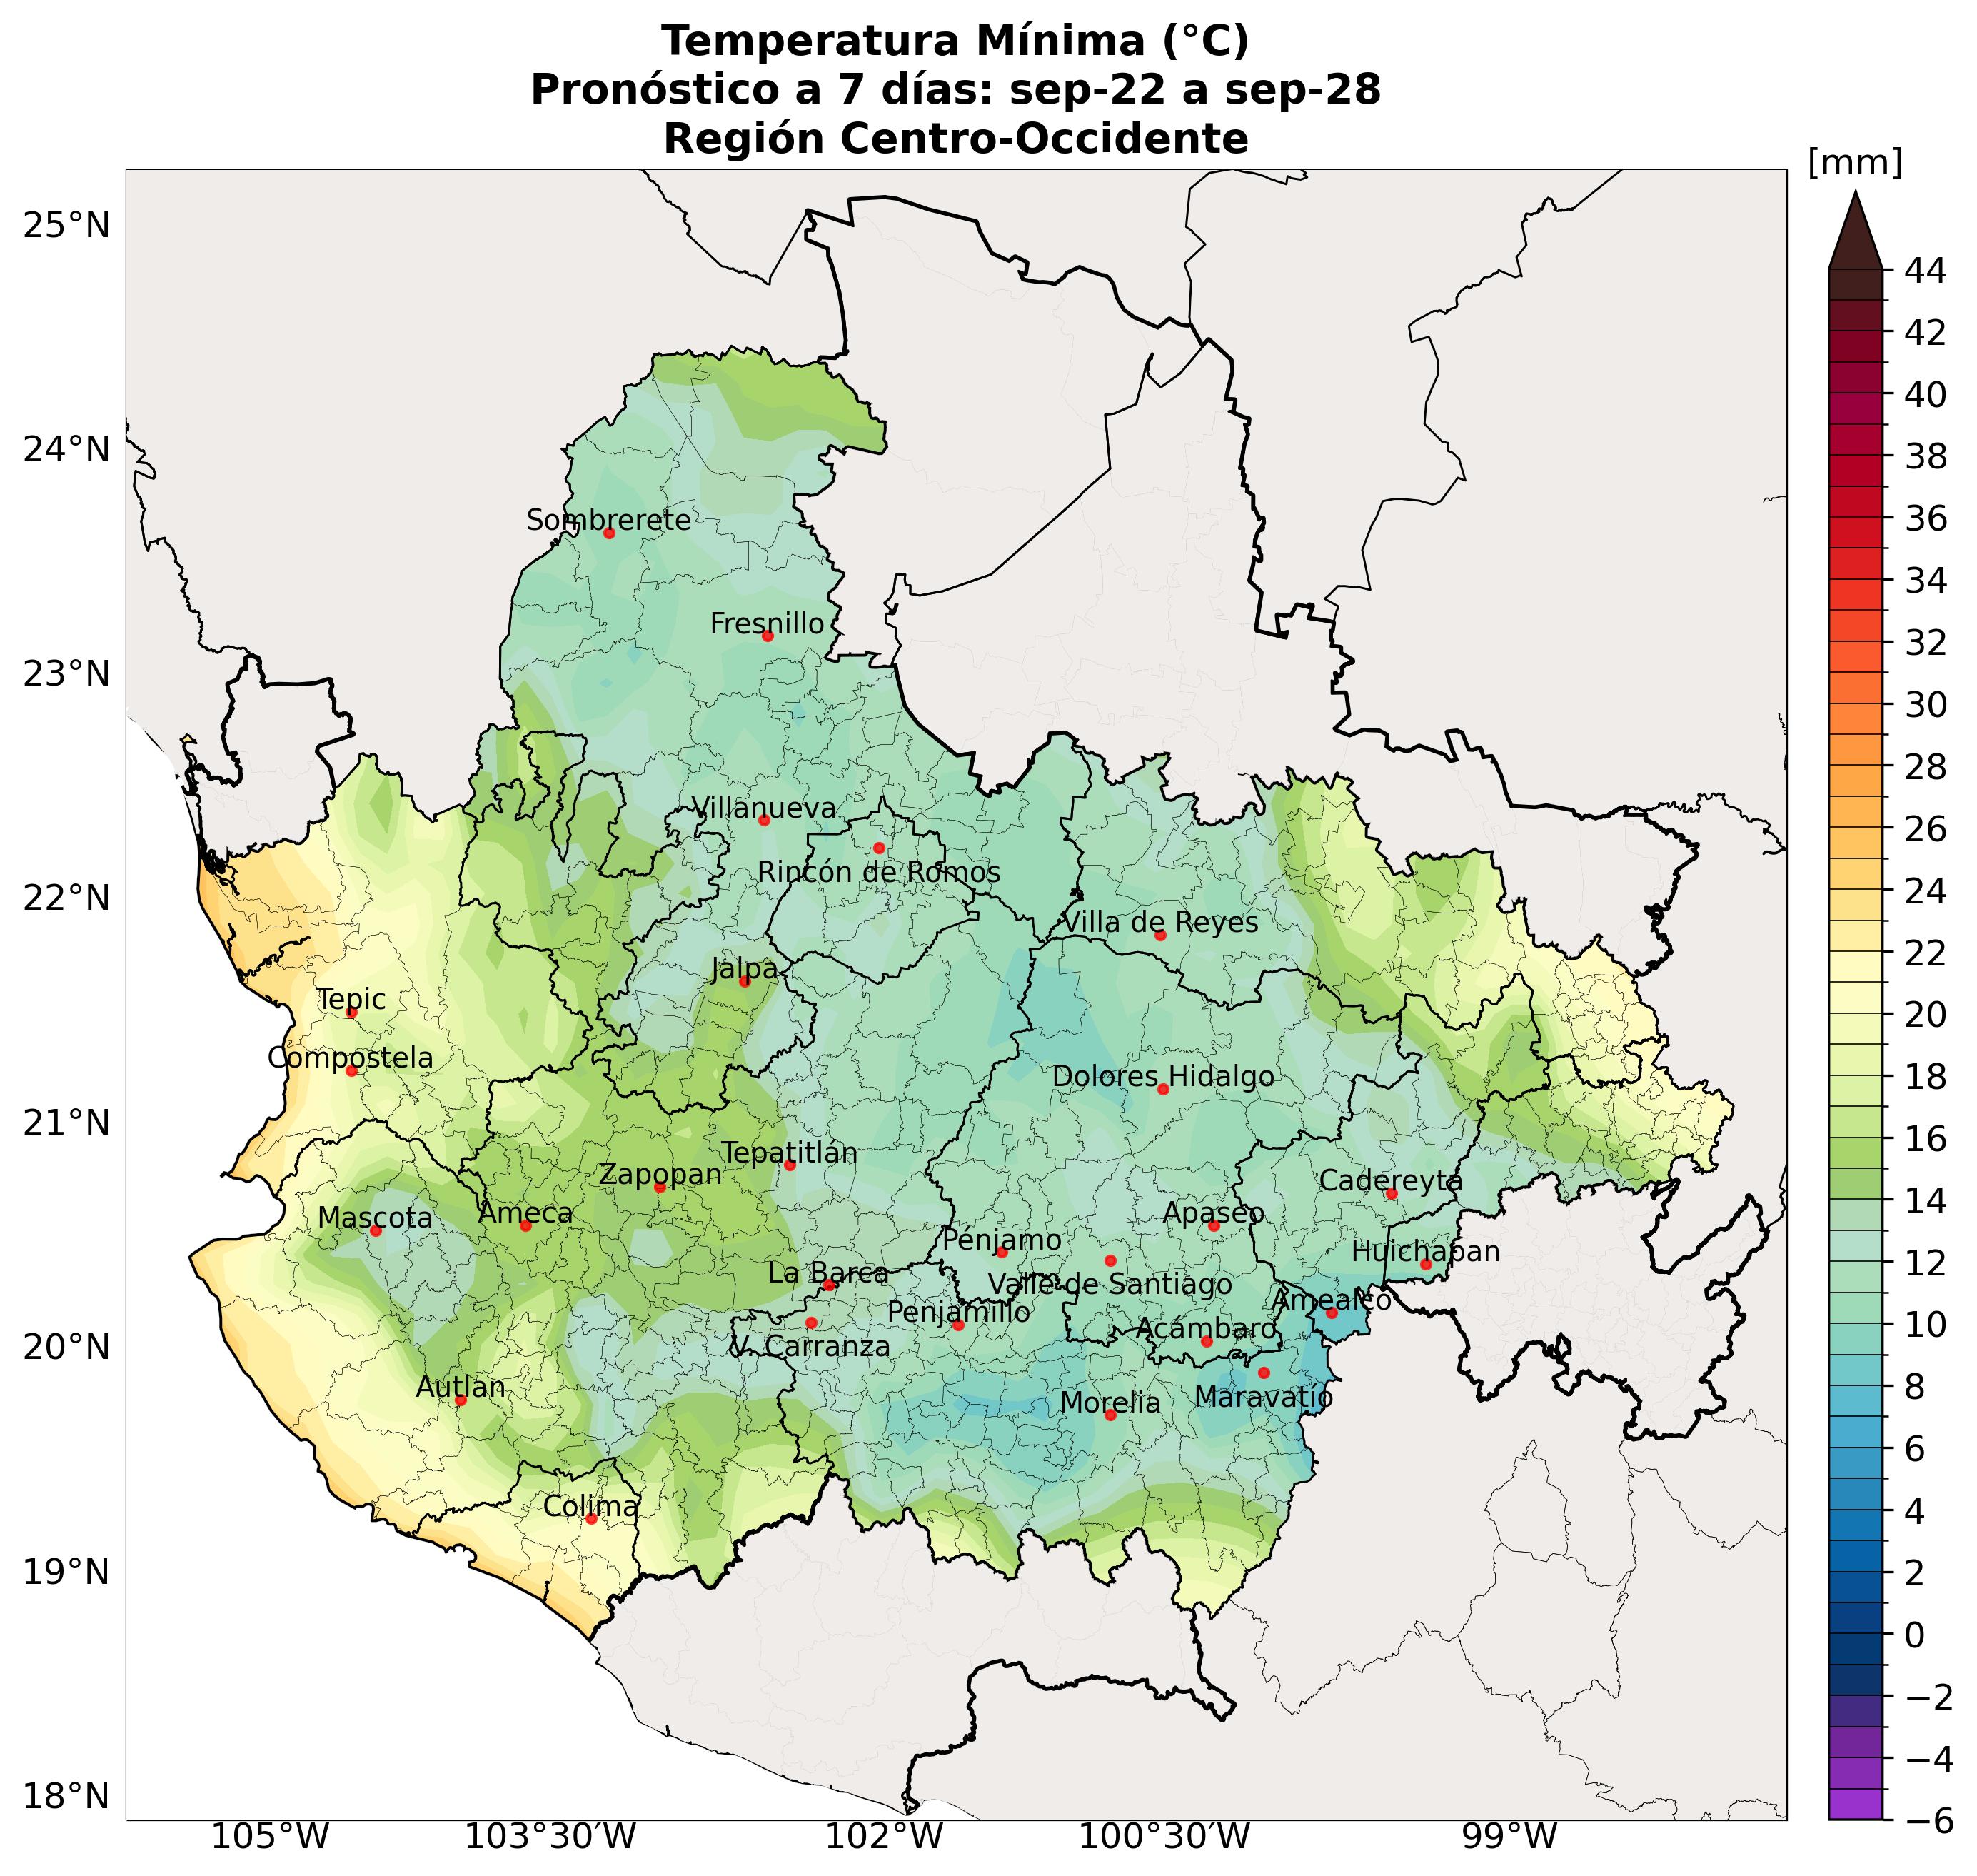 Temperatura Mínima (°C)
Pronóstico a 7 días: sep-22 a sep-28
Región Centro-Occidente
[mm]
25°N
24°N
23°N
22°N
21°N
20°N
19°N
18°N
Sombrerete
Fresnillo
Villanueva
Rincón de Romos
Villa de Reyes
Jalpa
Tepic
Compostela
Dolores Hidalgo
Tepatitlán
Zapopan
Cadereyta
Mascota
Ameca
Apaseo
Pénjamo
Huichapan
La Barca
Valle de Santiago
Amealco
Penjamillo
Acámbaro
V. Carranza
Autlan
Morelia
Maravatío
Colima
105°W
103°30′W
102°W
100°30′W
99°W
44
42
40
38
36
34
32
30
28
26
24
22
20
18
16
14
12
10
8
6
4
2
0
−2
−4
−6